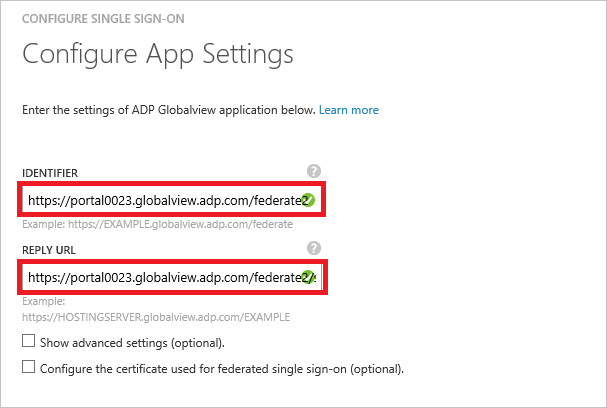 CONFIGURE SINGLE SIGN-ON
Configure App Settings
Enter the settings of ADP Globalview application below. Learn more
IDENTIFIER ?
https://portal0023.globalview.adp.com/federate2
Example: https://EXAMPLE.globalview.adp.com/federate
REPLY URL ?
https://portal0023.globalview.adp.com/federate2/
Example:
https://HOSTINGSERVER.globalview.adp.com/EXAMPLE
Show advanced settings (optional).
Configure the certificate used for federated single sign-on (optional).